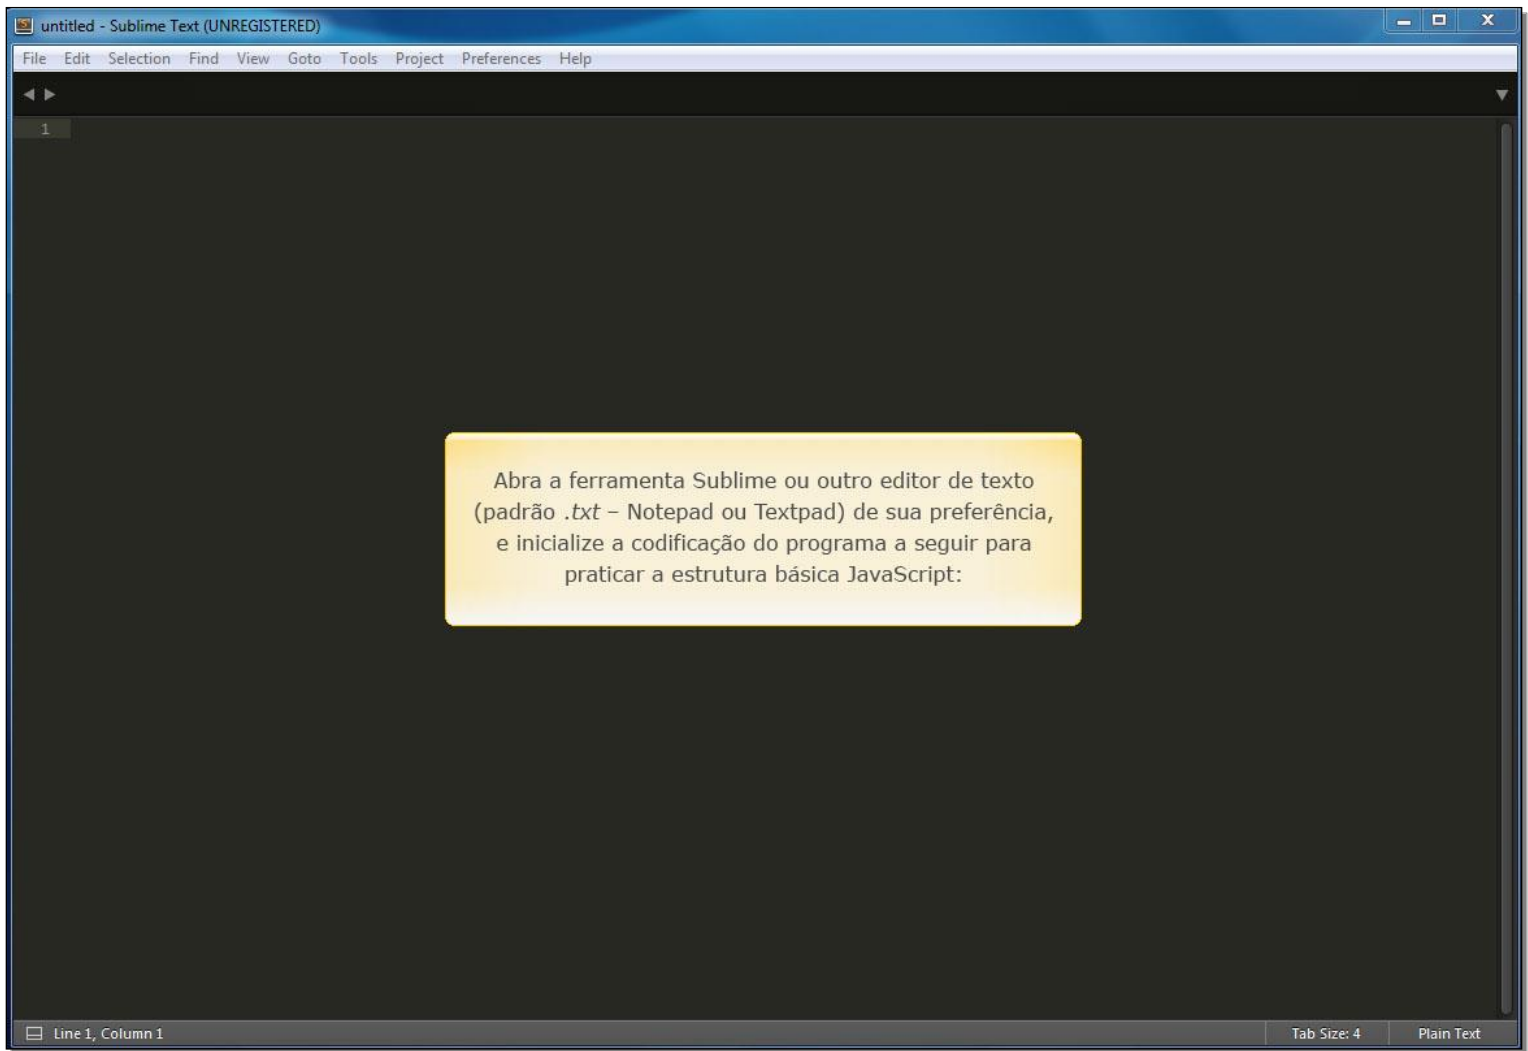 untitled - Sublime Text (UNREGISTERED)
File Edit Selection Find View Goto Tools Project Preferences Help
1
Abra a ferramenta Sublime ou outro editor de texto
(padrão .txt – Notepad ou Textpad) de sua preferência,
e inicialize a codificação do programa a seguir para
praticar a estrutura básica JavaScript:
Line 1, Column 1 Tab Size: 4 Plain Text